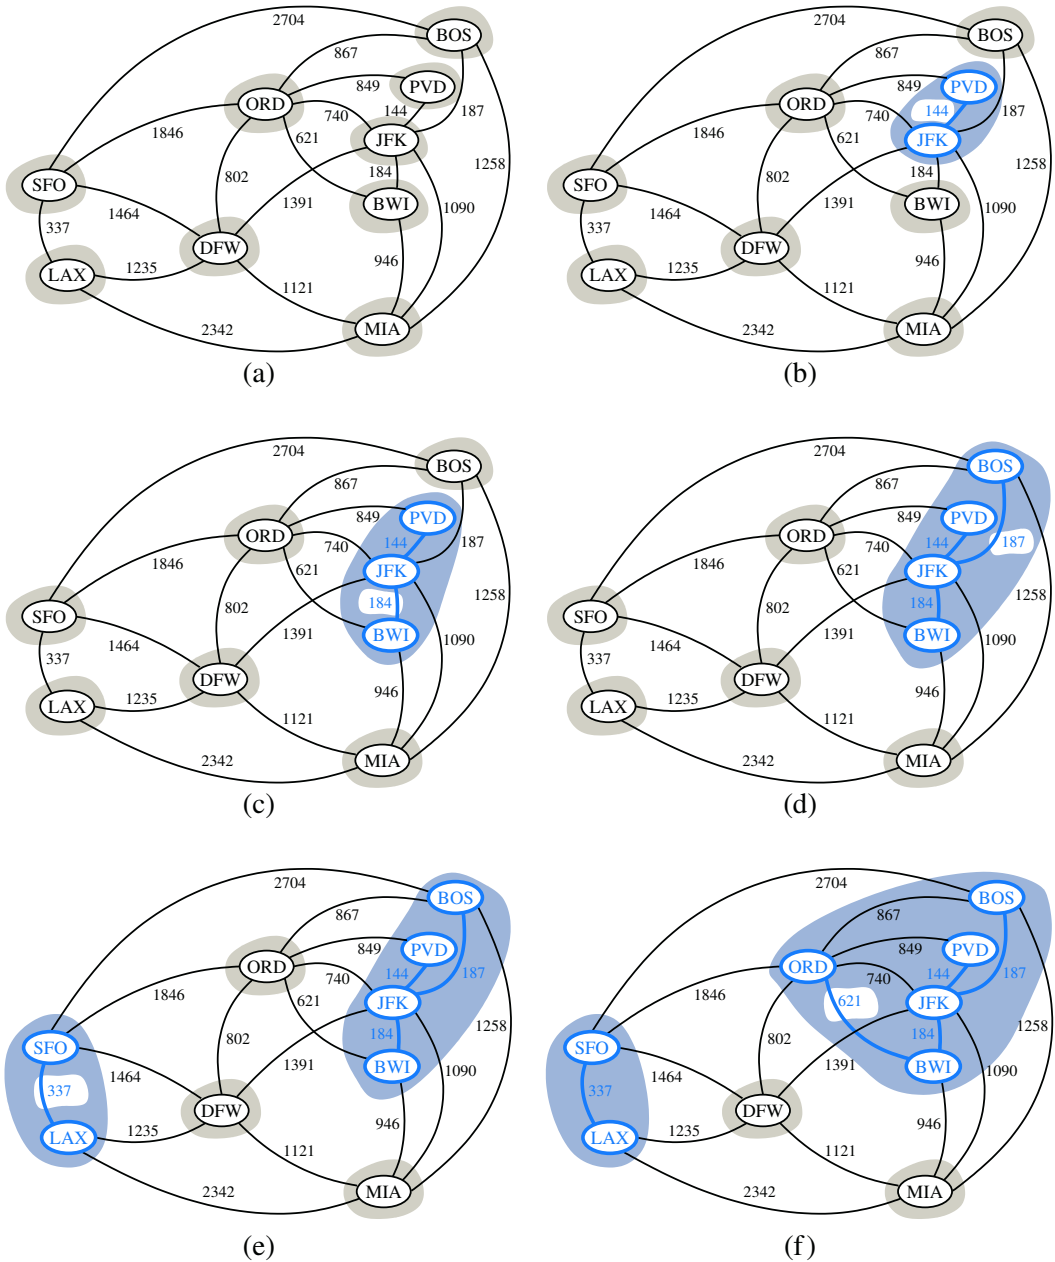 2704
BOS
867
PVD
849
ORD
144
187
740
JFK
1846
621
1258
184
802
SFO
1391
BWI
1090
1464
337
DFW
946
LAX
1235
1121
2342
MIA
(a)
2704
BOS
867
PVD
849
ORD
144
187
740
JFK
1846
621
1258
184
802
SFO
1391
BWI
1090
1464
337
DFW
946
LAX
1235
1121
2342
MIA
(b)
2704
BOS
867
PVD
849
ORD
144
187
740
JFK
1846
621
1258
184
802
SFO
1391
BWI
1090
1464
337
DFW
946
LAX
1235
1121
2342
MIA
(c)
2704
BOS
867
PVD
849
ORD
144
187
740
JFK
1846
621
1258
184
802
SFO
1391
BWI
1090
1464
337
DFW
946
LAX
1235
1121
2342
MIA
(d)
2704
BOS
867
PVD
849
ORD
144
187
740
JFK
1846
621
1258
184
802
SFO
1391
BWI
1090
1464
337
DFW
946
LAX
1235
1121
2342
MIA
(e)
2704
BOS
867
PVD
849
ORD
144
187
740
JFK
1846
621
1258
184
802
SFO
1391
BWI
1090
1464
337
DFW
946
LAX
1235
1121
2342
MIA
(f)